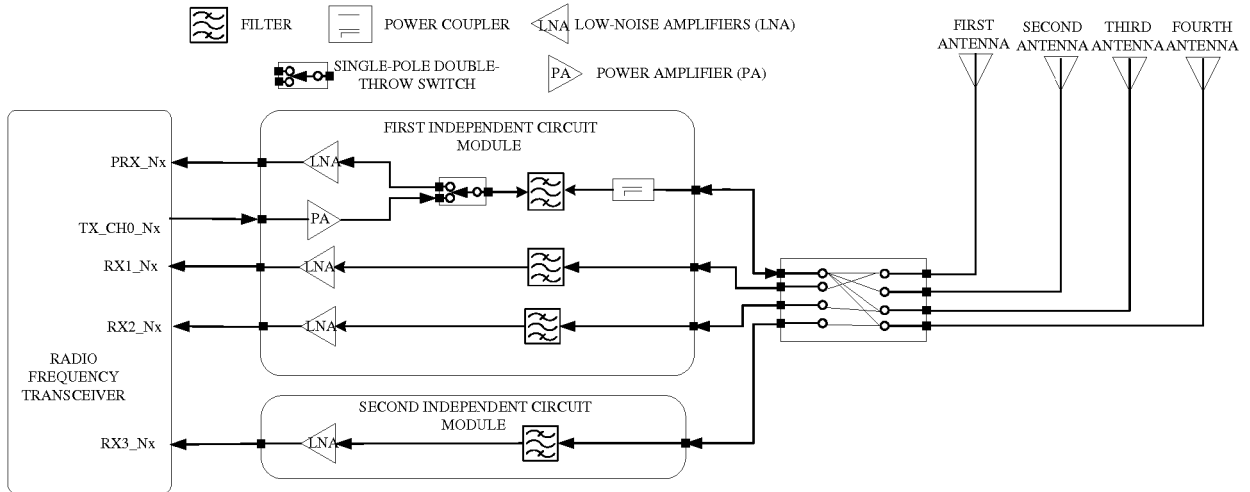 FILTER
POWER COUPLER
LNA
LOW-NOISE AMPLIFIERS (LNA)
SINGLE-POLE DOUBLE-
THROW SWITCH
PA
POWER AMPLIFIER (PA)
FIRST
ANTENNA
SECOND
ANTENNA
THIRD
ANTENNA
FOURTH
ANTENNA
FIRST INDEPENDENT CIRCUIT
MODULE
PRX_Nx
LNA
TX_CH0_Nx
PA
RX1_Nx
LNA
RX2_Nx
LNA
RADIO
FREQUENCY
TRANSCEIVER
SECOND INDEPENDENT CIRCUIT
MODULE
RX3_Nx
LNA